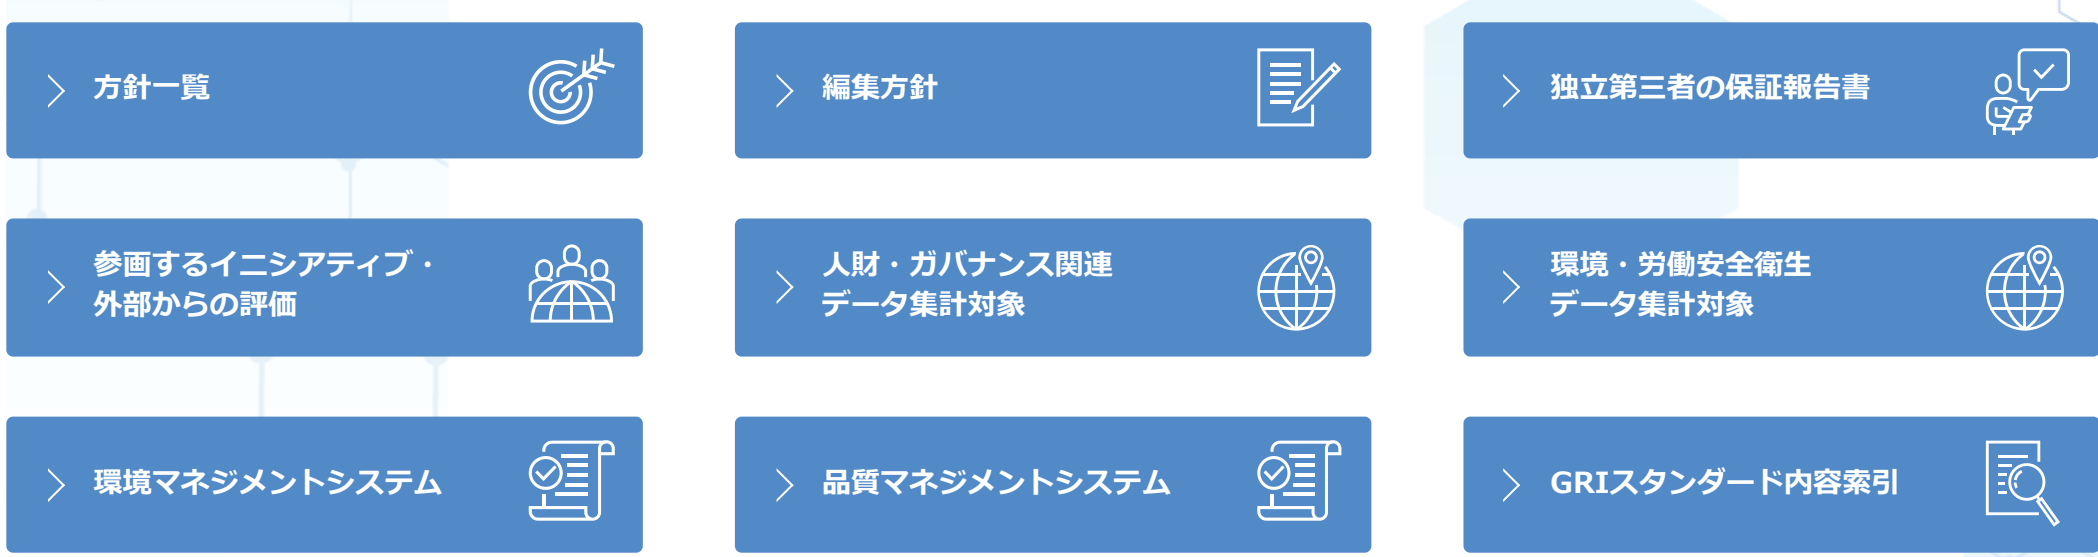 方針一覧
編集方針
独立第三者の保証報告書
参画するイニシアティブ・
外部からの評価
人財・ガバナンス関連
データ集計対象
環境・労働安全衛生
データ集計対象
環境マネジメントシステム
品質マネジメントシステム
GRIスタンダード内容索引